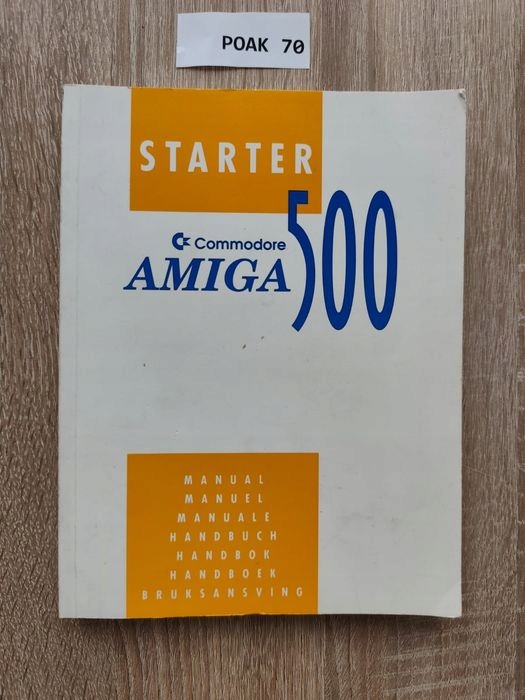 POAK 70
STARTER
Commodore
AMIGA 500
MANUAL
MANUEL
MANUALE
HANDBUCH
HANDBOK
HANDBOEK
BRUKSANSVING